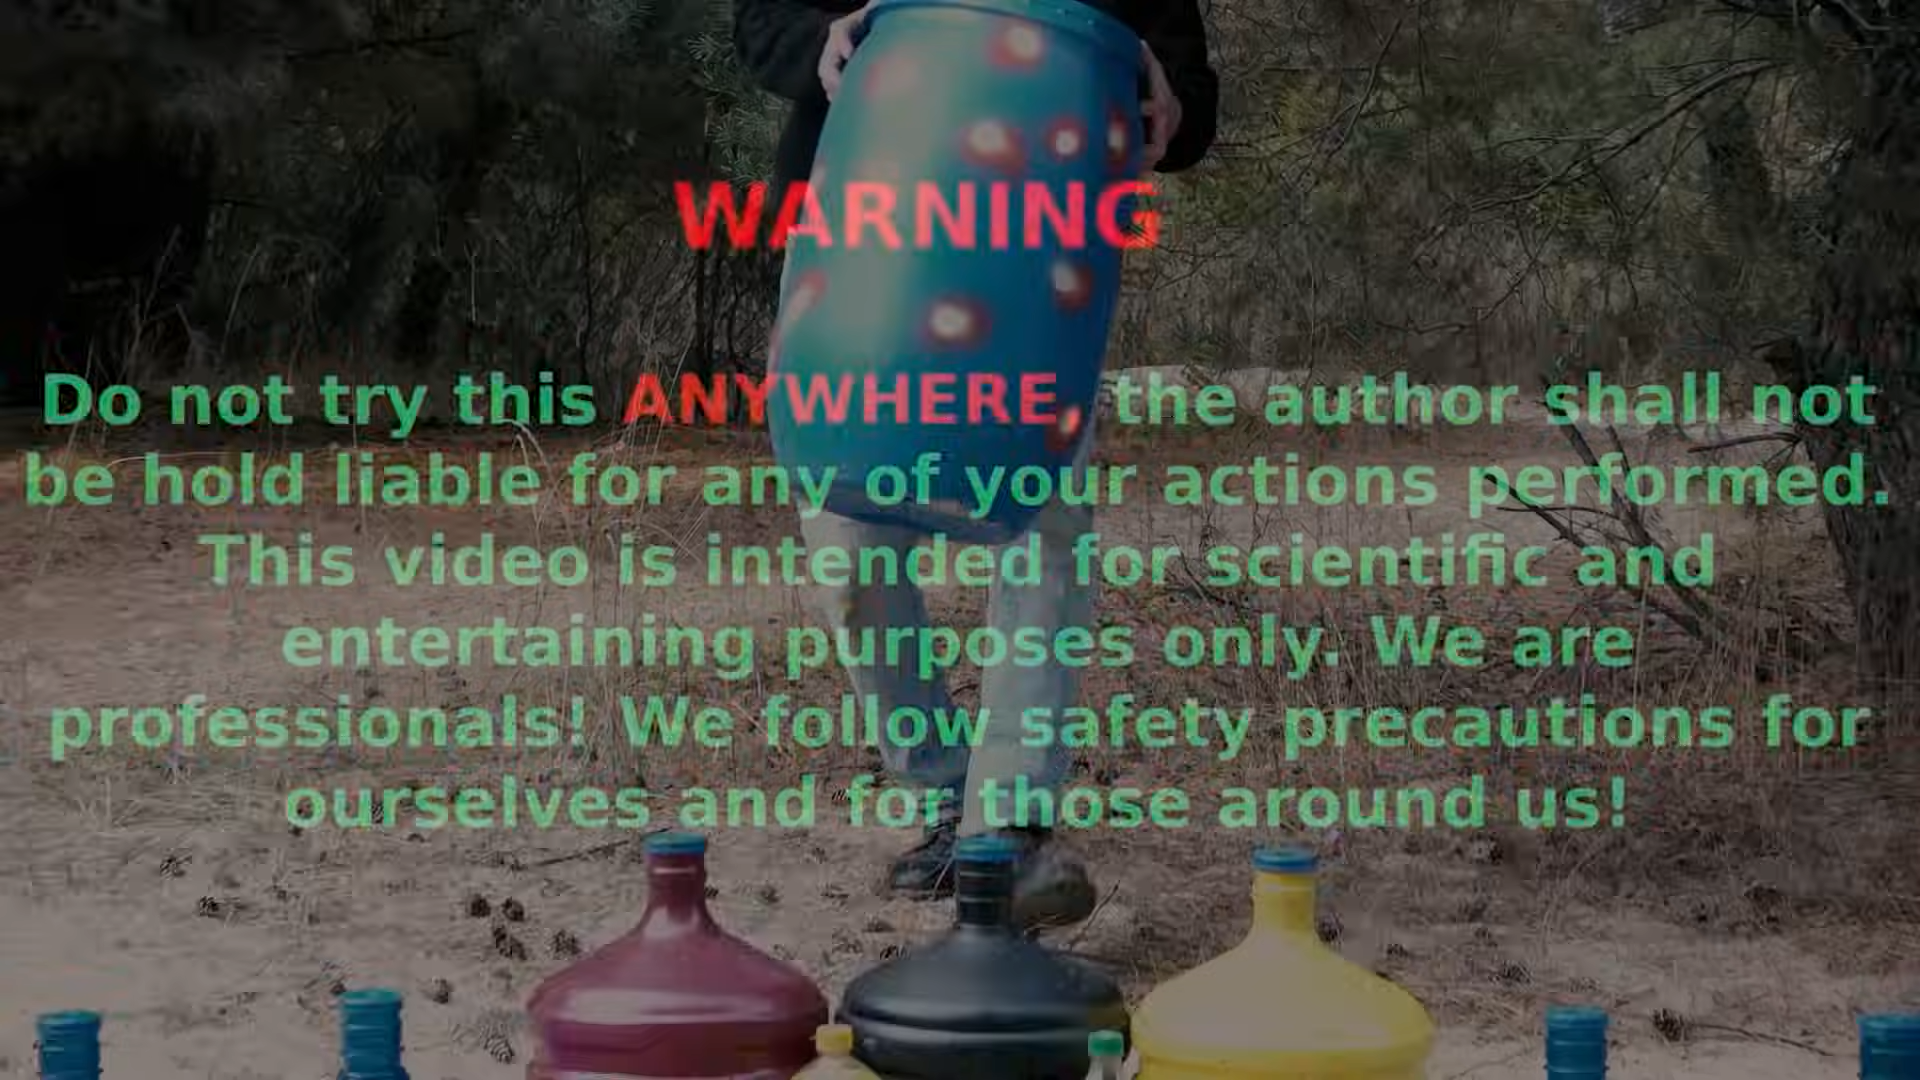 WARNING
Do not try this ANYWHERE, the author shall not
be hold liable for any of your actions performed.
This video is intended for scientific and
entertaining purposes only. We are
professionals! We follow safety precautions for
ourselves and for those around us!